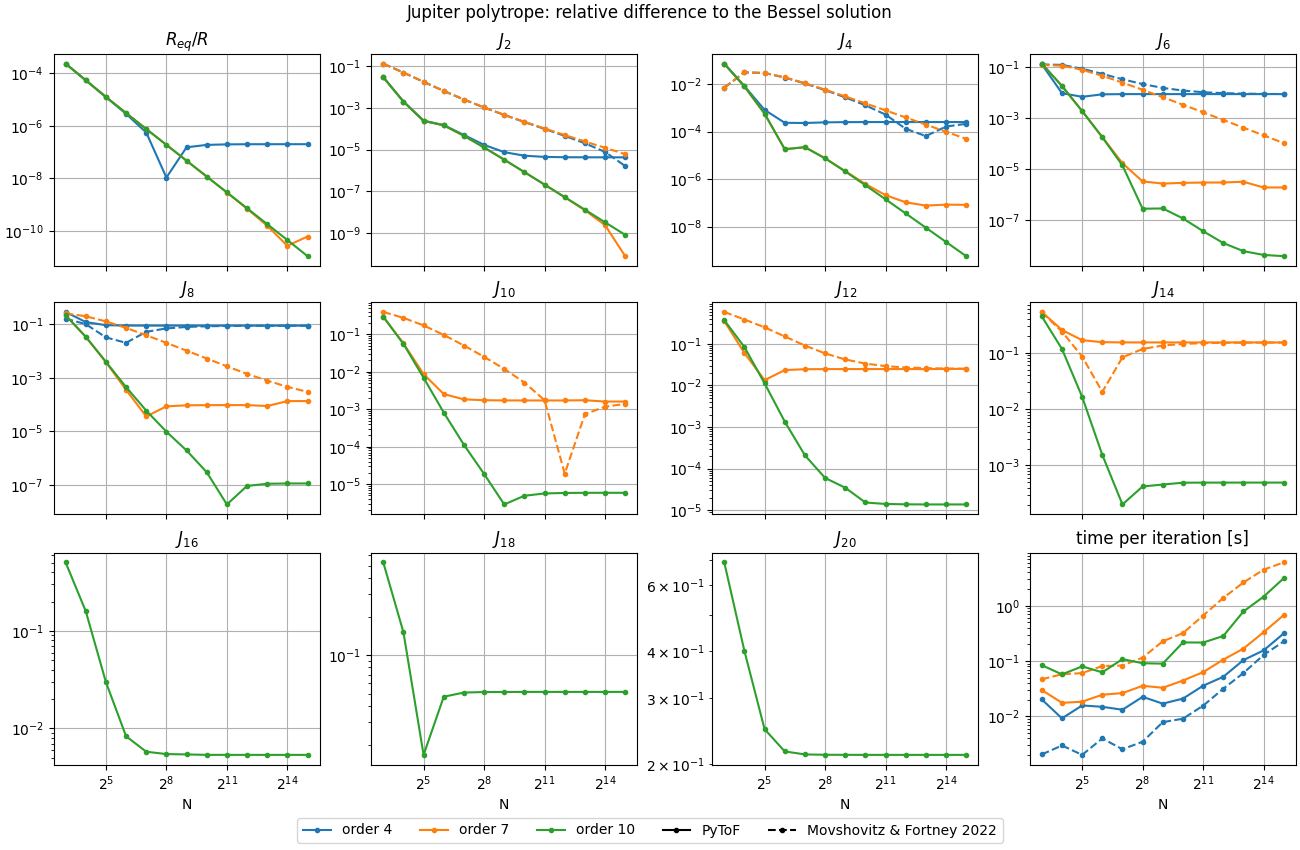 Jupiter polytrope: relative difference to the Bessel solution
R_eq/R J_2 J_4 J_6
10^-4 10^-6 10^-8 10^-10
10^-1 10^-3 10^-5 10^-7 10^-9
10^-2 10^-4 10^-6 10^-8
10^-1 10^-3 10^-5 10^-7
J_8 J_10 J_12 J_14
10^-1 10^-3 10^-5 10^-7
10^-1 10^-2 10^-3 10^-4 10^-5
10^-1 10^-2 10^-3 10^-4 10^-5
10^-1 10^-2 10^-3
J_16 J_18 J_20 time per iteration [s]
10^-1 10^-2
10^-1
6 × 10^-1 4 × 10^-1 3 × 10^-1 2 × 10^-1
10^0 10^-1 10^-2
2^5 2^8 2^11 2^14 2^5 2^8 2^11 2^14 2^5 2^8 2^11 2^14 2^5 2^8 2^11 2^14
N N N N
order 4 order 7 order 10 PyToF Movshovitz & Fortney 2022